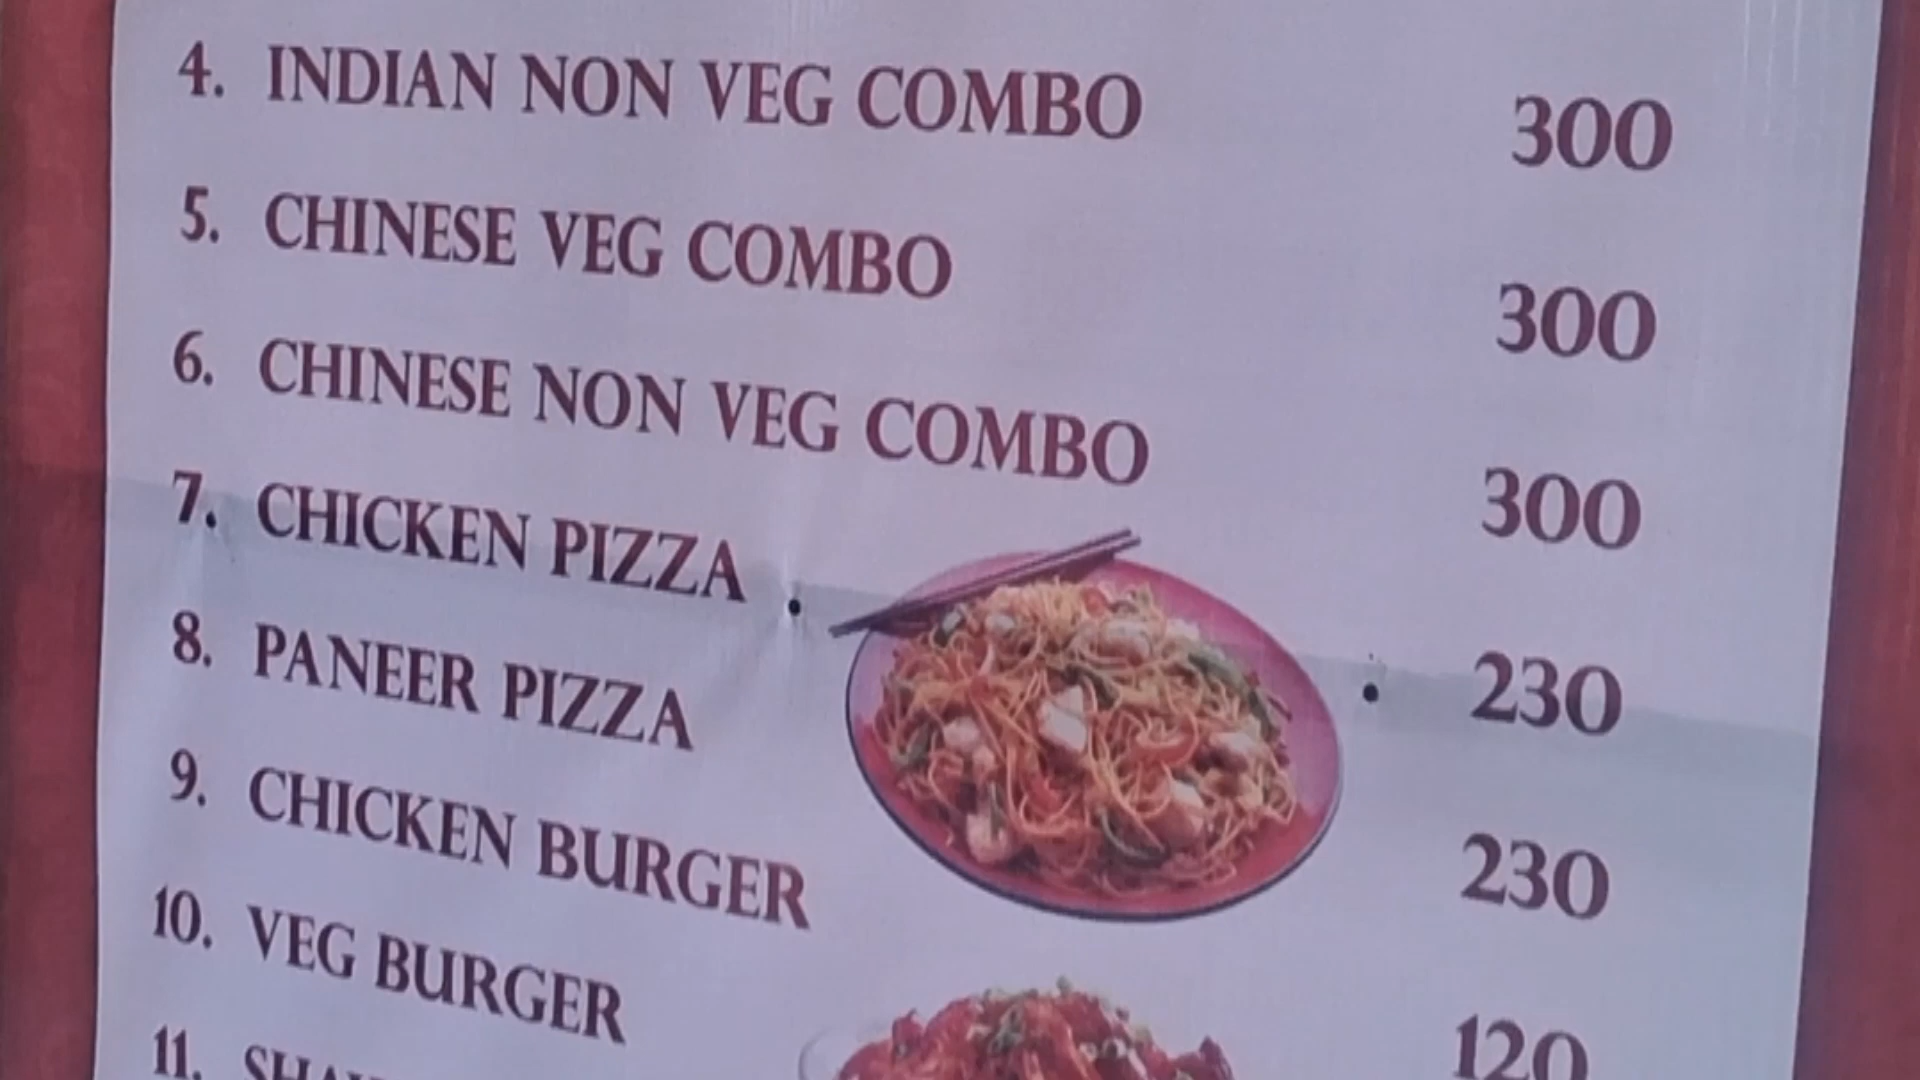 4. INDIAN NON VEG COMBO 300
5. CHINESE VEG COMBO 300
6. CHINESE NON VEG COMBO 300
7. CHICKEN PIZZA 230
8. PANEER PIZZA 230
9. CHICKEN BURGER 120
10. VEG BURGER
11.